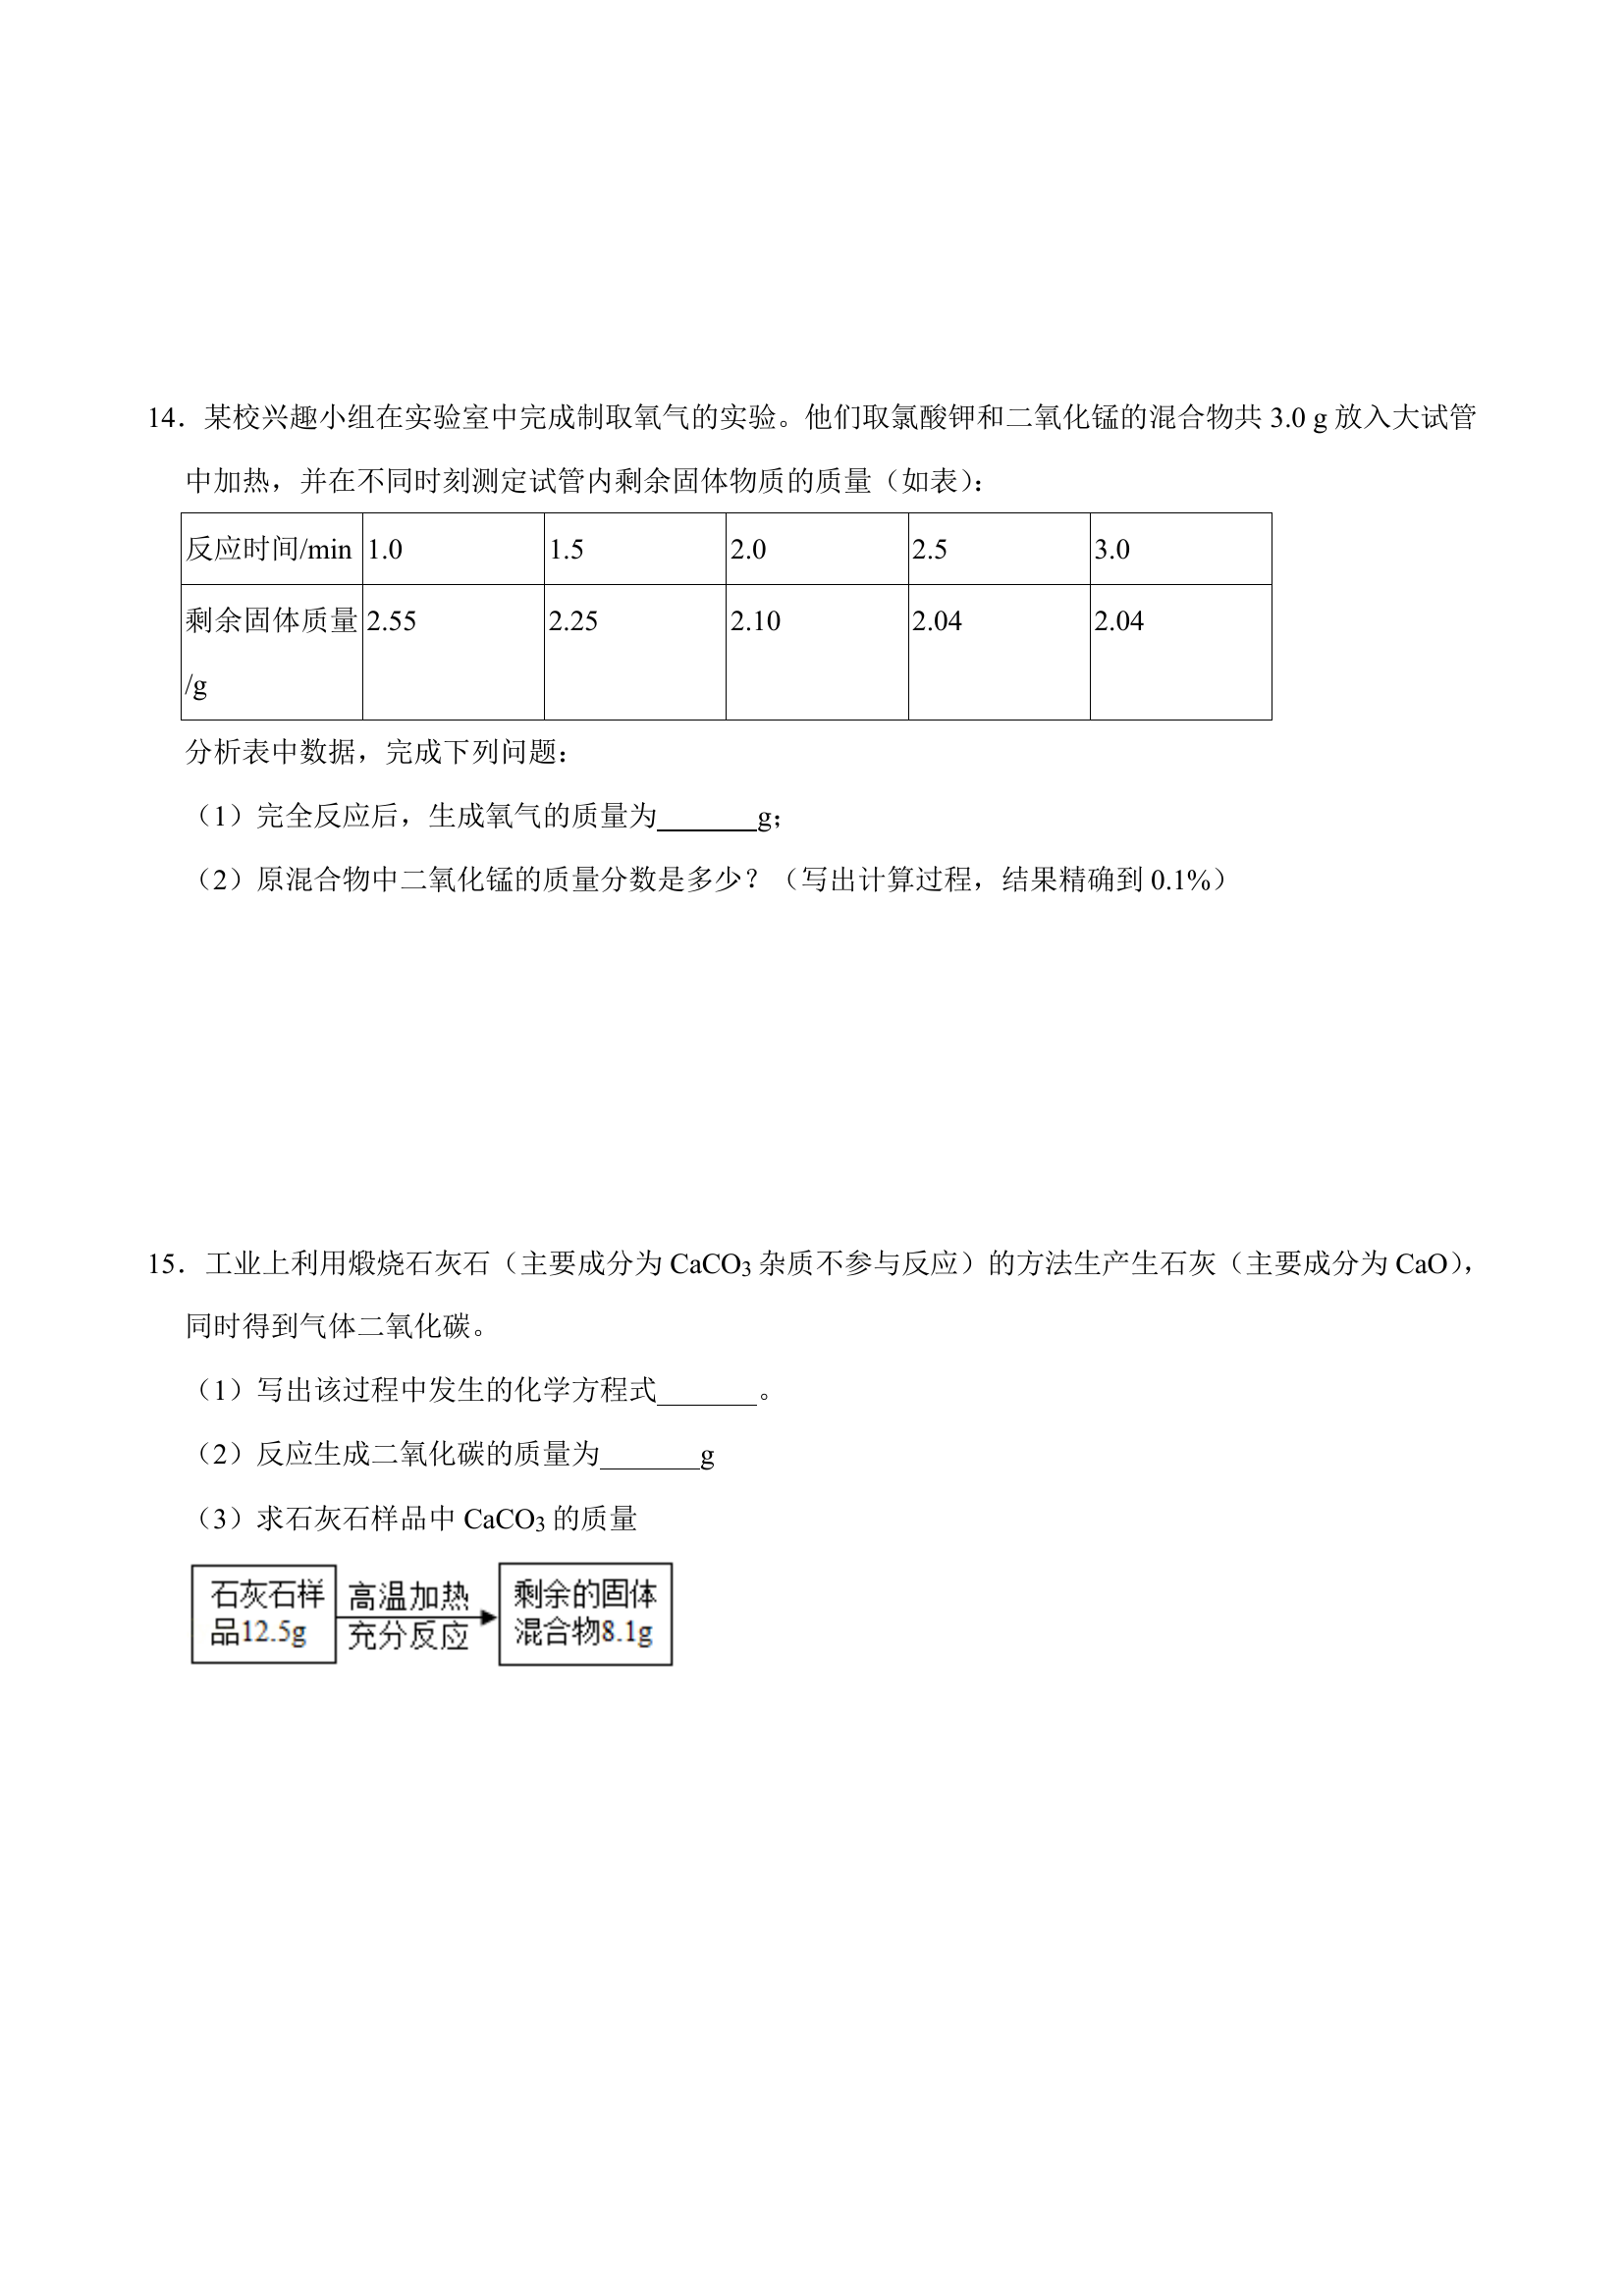 14．某校兴趣小组在实验室中完成制取氧气的实验。他们取氯酸钾和二氧化锰的混合物共 3.0 g 放入大试管
中加热，并在不同时刻测定试管内剩余固体物质的质量（如表）：
反应时间/min 1.0 1.5 2.0 2.5 3.0
剩余固体质量 2.55 2.25 2.10 2.04 2.04
/g
分析表中数据，完成下列问题：
（1）完全反应后，生成氧气的质量为_______g；
（2）原混合物中二氧化锰的质量分数是多少？（写出计算过程，结果精确到 0.1%）
15．工业上利用煅烧石灰石（主要成分为 CaCO₃ 杂质不参与反应）的方法生产生石灰（主要成分为 CaO），
同时得到气体二氧化碳。
（1）写出该过程中发生的化学方程式_______。
（2）反应生成二氧化碳的质量为_______g
（3）求石灰石样品中 CaCO₃ 的质量
石灰石样 高温加热 剩余的固体
品12.5g 充分反应 混合物8.1g